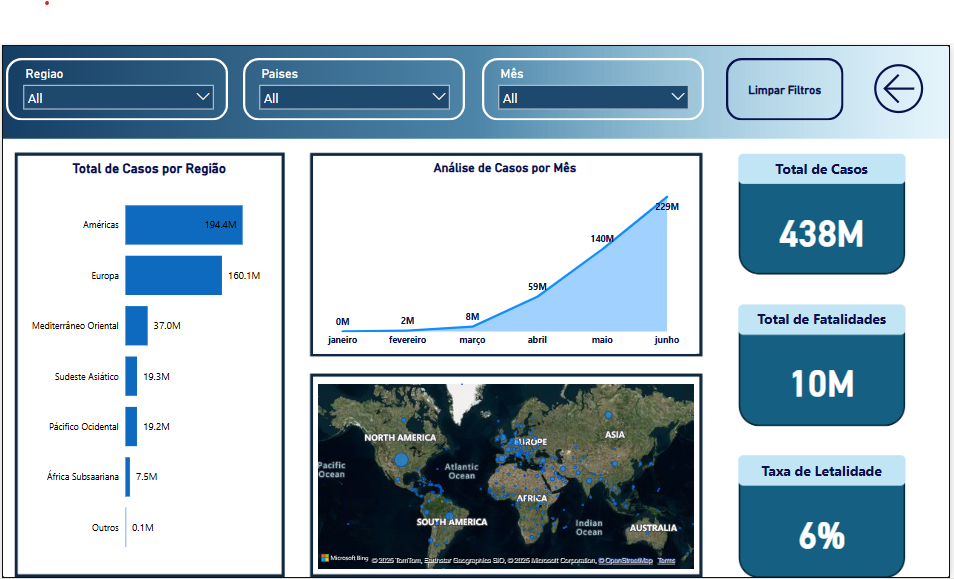 Regiao
All
Paises
All
Mês
All
Limpar Filtros
Total de Casos por Região
Américas
194.4M
Europa
160.1M
Mediterrâneo Oriental
37.0M
Sudeste Asiático
19.3M
Pácifico Ocidental
19.2M
África Subsaariana
7.5M
Outros
0.1M
Análise de Casos por Mês
0M
2M
8M
59M
140M
229M
janeiro
fevereiro
março
abril
maio
junho
NORTH AMERICA
EUROPE
ASIA
Pacific
Ocean
Atlantic
Ocean
AFRICA
SOUTH AMERICA
Indian
Ocean
AUSTRALIA
Microsoft Bing
© 2025 TomTom, Earthstar Geographics SIO, © 2025 Microsoft Corporation, © OpenStreetMap Terms
Total de Casos
438M
Total de Fatalidades
10M
Taxa de Letalidade
6%